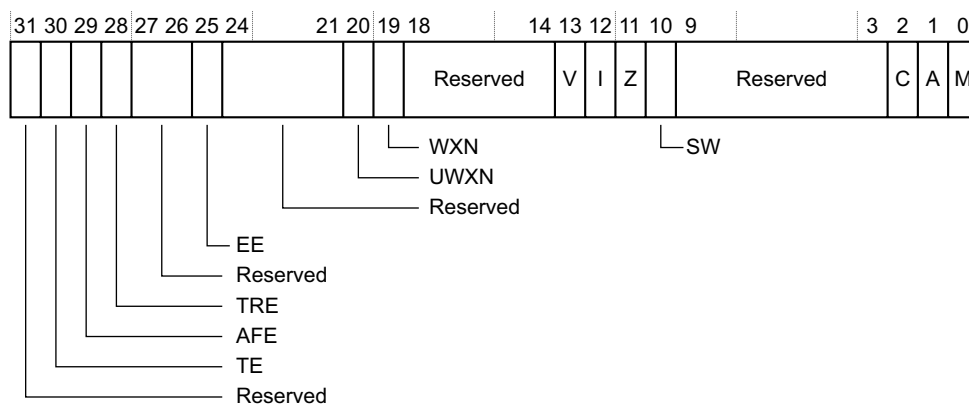 31 30 29 28 27 26 25 24 21 20 19 18 14 13 12 11 10 9 3 2 1 0
Reserved V I Z Reserved C A M
WXN SW
UWXN
Reserved
EE
Reserved
TRE
AFE
TE
Reserved